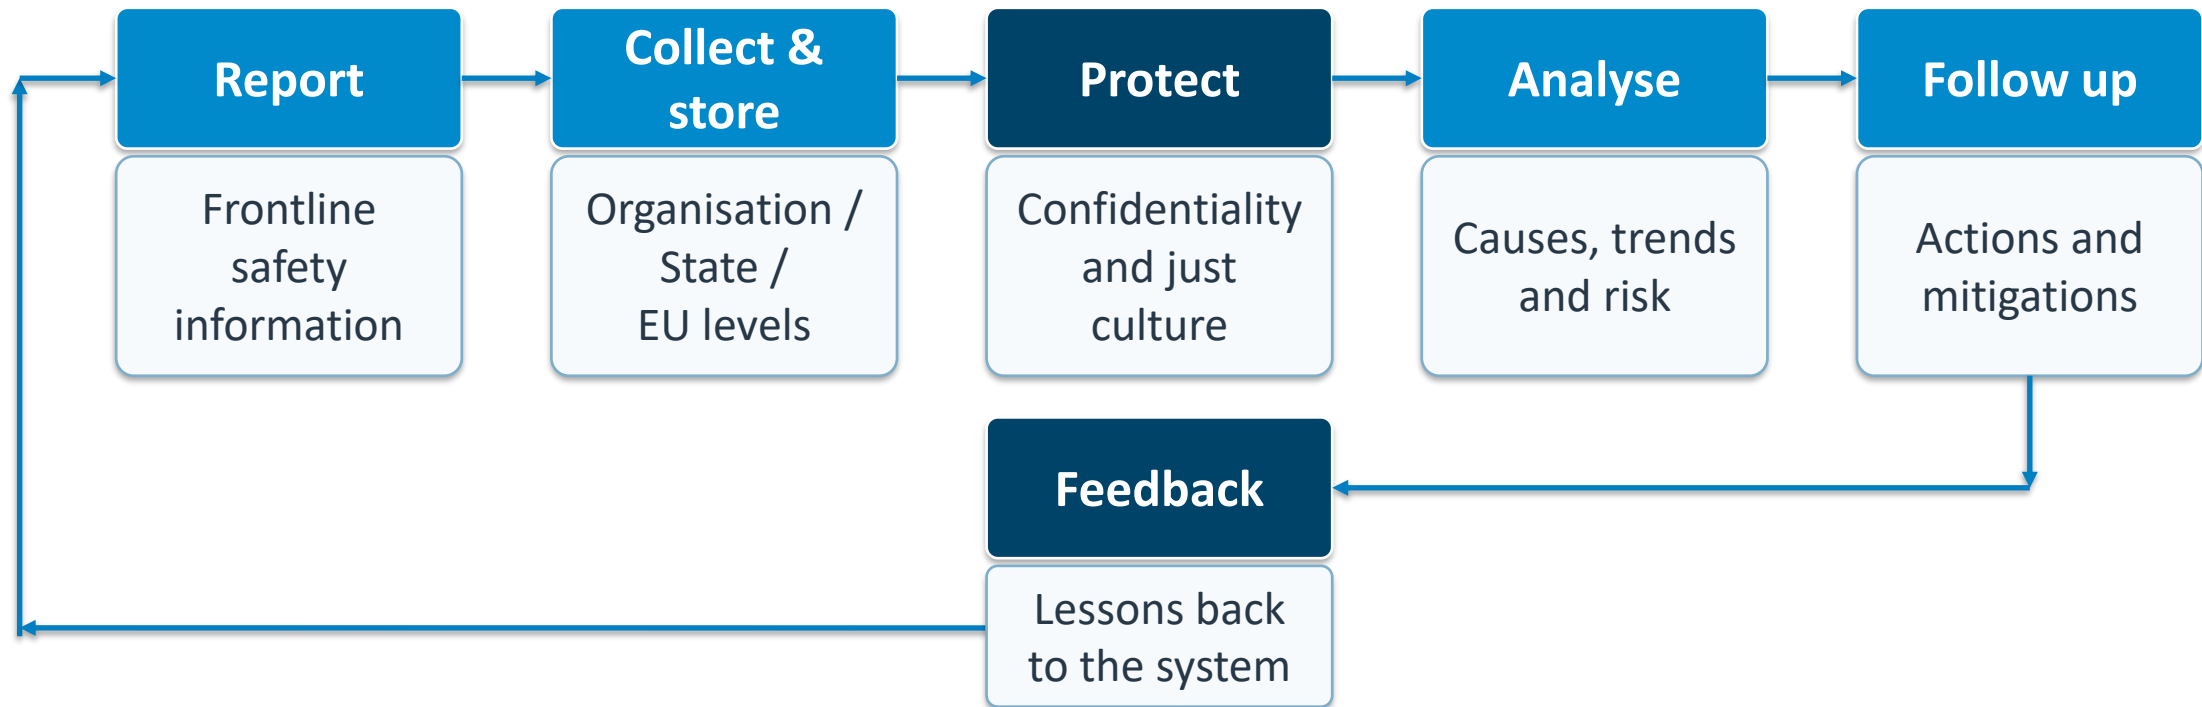 Report
Collect &
store
Protect
Analyse
Follow up
Frontline
safety
information
Organisation /
State /
EU levels
Confidentiality
and just
culture
Causes, trends
and risk
Actions and
mitigations
Feedback
Lessons back
to the system